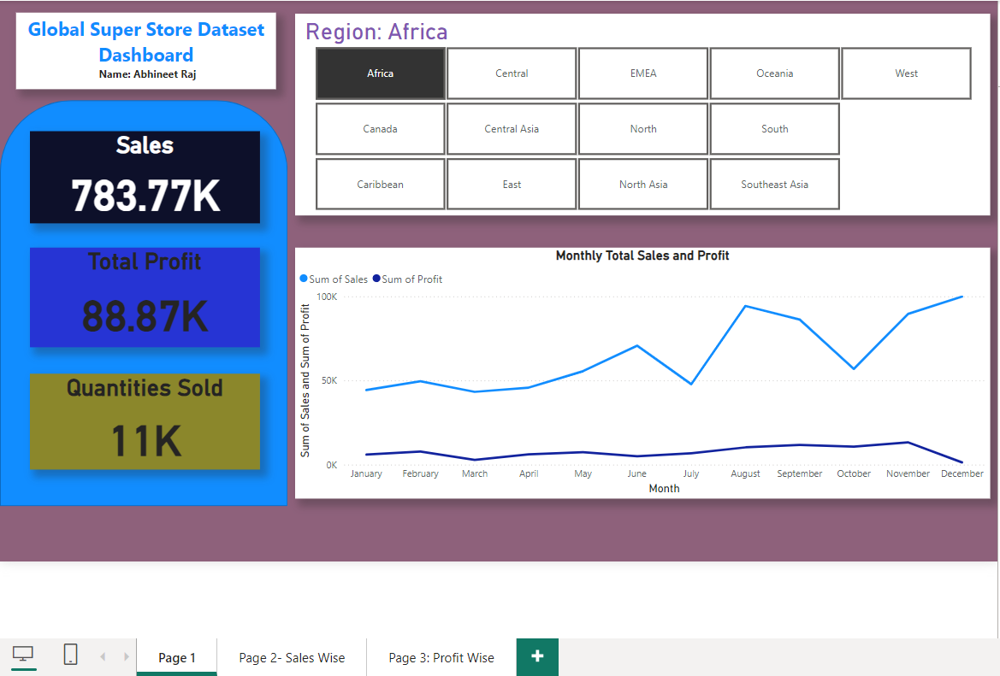 Global Super Store Dataset
Dashboard
Name: Abhineet Raj
Sales
783.77K
Total Profit
88.87K
Quantities Sold
11K
Region: Africa
Africa
Central
EMEA
Oceania
West
Canada
Central Asia
North
South
Caribbean
East
North Asia
Southeast Asia
Monthly Total Sales and Profit
Sum of Sales
Sum of Profit
Sum of Sales and Sum of Profit
100K
50K
0K
January
February
March
April
May
June
July
August
September
October
November
December
Month
Page 1
Page 2- Sales Wise
Page 3: Profit Wise
+